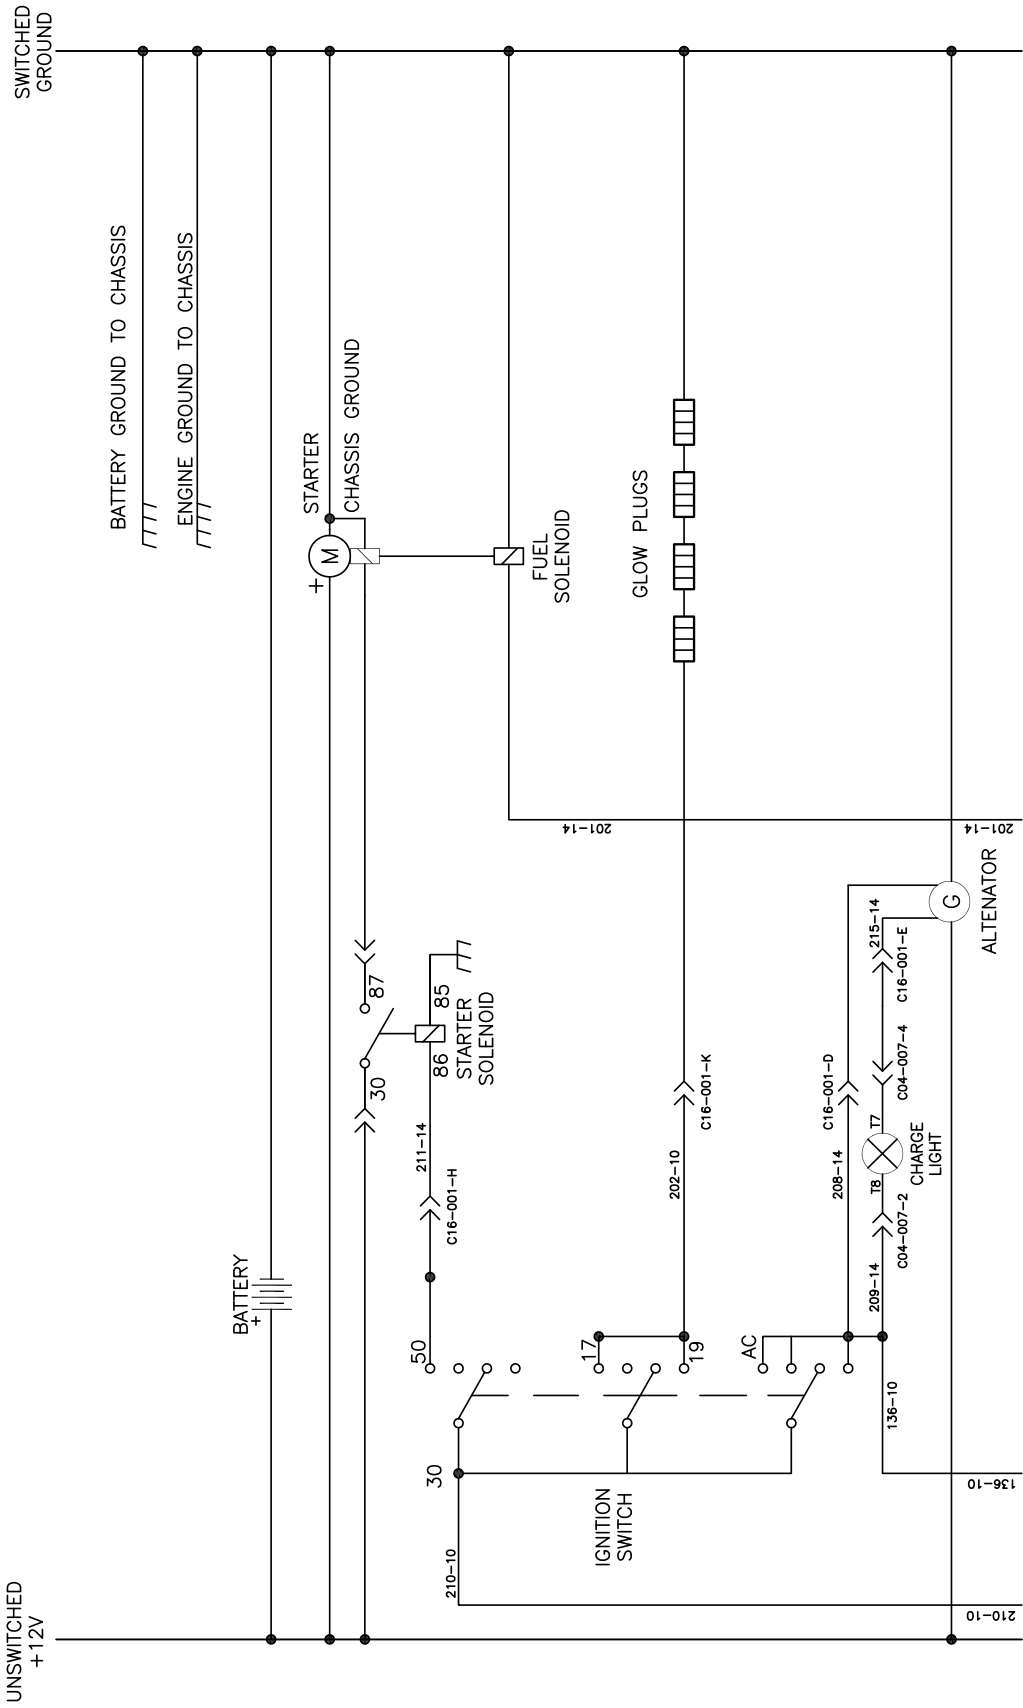 SWITCHED
GROUND
BATTERY GROUND TO CHASSIS
ENGINE GROUND TO CHASSIS
STARTER
CHASSIS GROUND
M
+
FUEL
SOLENOID
GLOW PLUGS
201-14
201-14
G
ALTENATOR
215-14
C16-001-E
87
30
85
86
STARTER
SOLENOID
211-14
C16-001-H
C16-001-K
202-10
C16-001-D
208-14
C04-007-4
T7
CHARGE
LIGHT
T8
C04-007-2
209-14
BATTERY
+
50
17
19
AC
136-10
136-10
30
IGNITION
SWITCH
210-10
210-10
UNSWITCHED
+12V